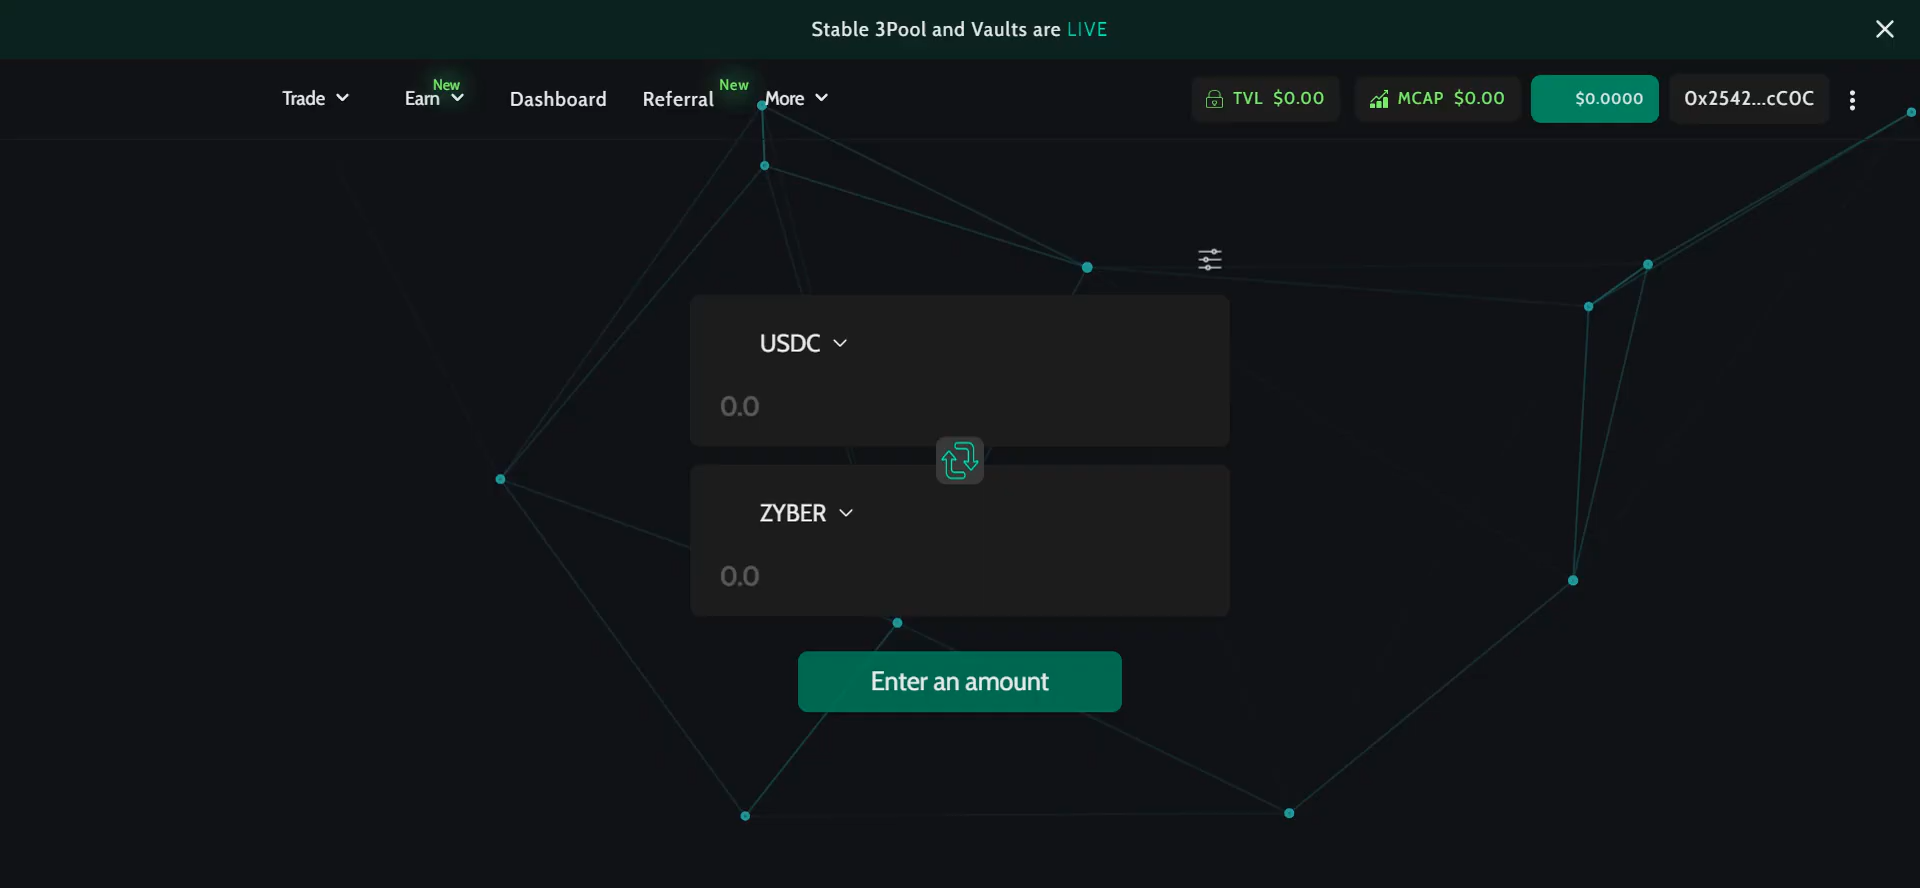 Stable 3Pool and Vaults are LIVE
Trade Earn New Dashboard Referral New More TVL $0.00 MCAP $0.00 $0.0000 0x2542...cC0C
USDC
0.0
ZYBER
0.0
Enter an amount